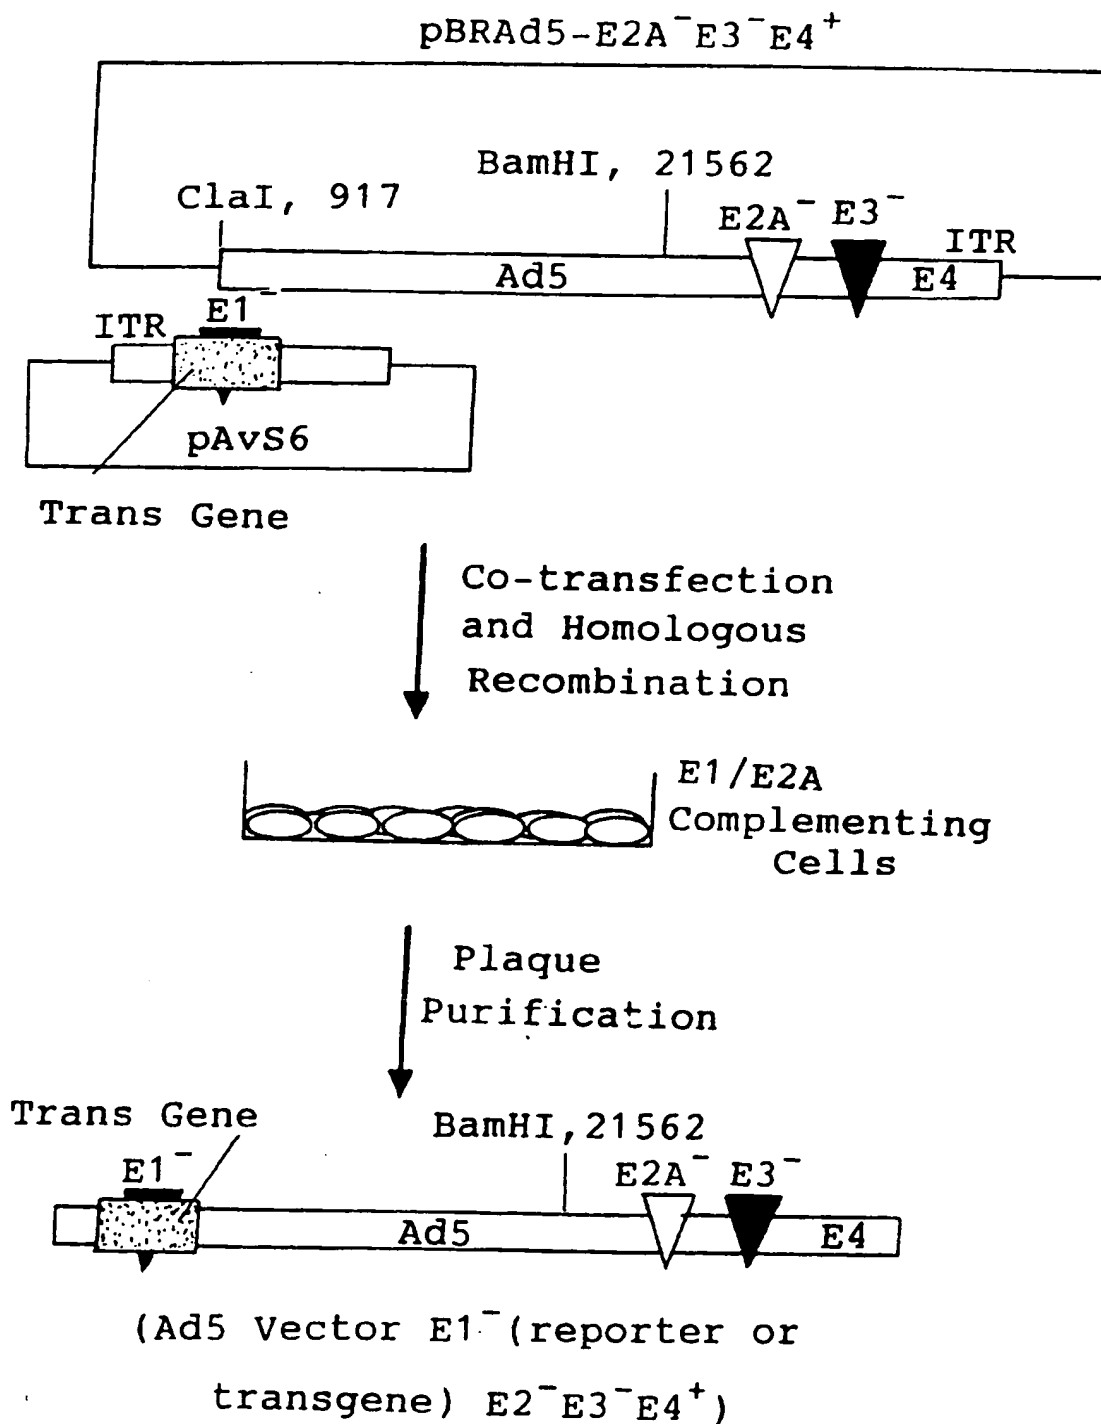 pBRAd5-E2A⁻E3⁻E4⁺
BamHI, 21562
ClaI, 917
E2A⁻
E3⁻
ITR
Ad5
E4
E1⁻
ITR
pAvS6
Trans Gene
Co-transfection
and Homologous
Recombination
E1/E2A
Complementing
Cells
Plaque
Purification
Trans Gene
BamHI,21562
E1⁻
E2A⁻
E3⁻
Ad5
E4
(Ad5 Vector E1⁻(reporter or
transgene) E2⁻E3⁻E4⁺)